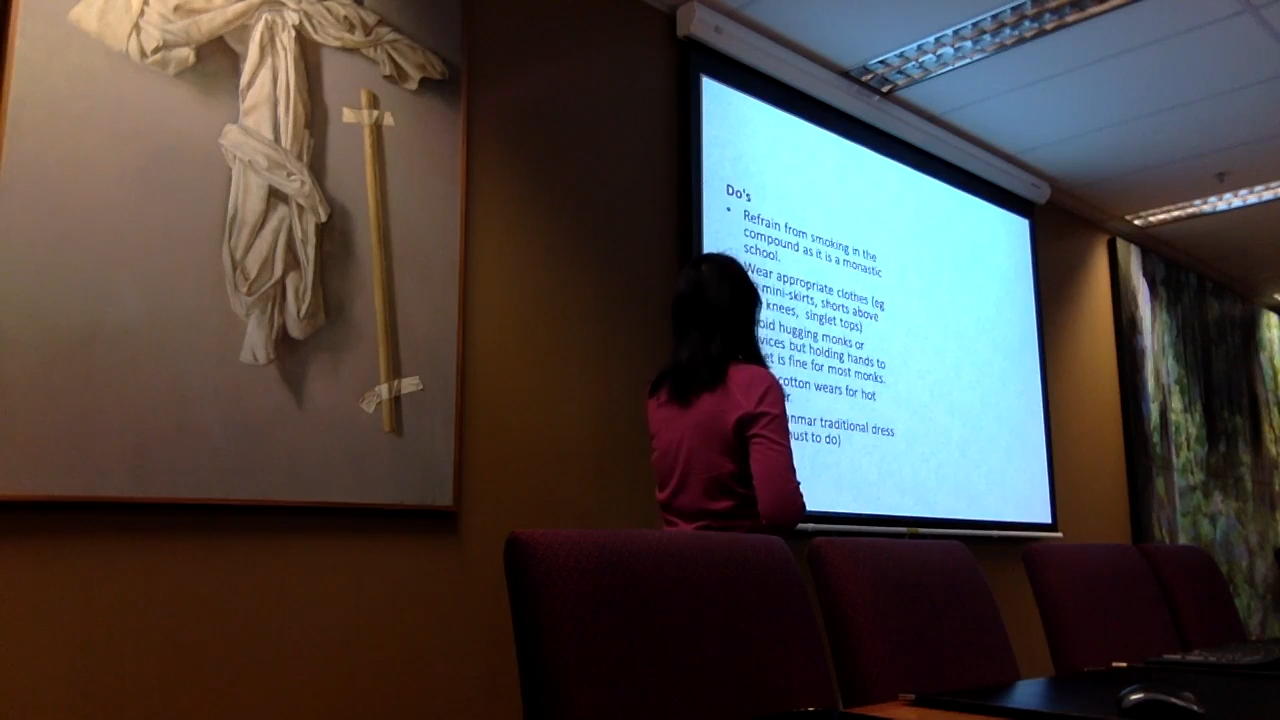 Do's
• Refrain from smoking in the
compound as it is a monastic
school.
Wear appropriate clothes (eg
mini-skirts, shorts above
knees, singlet tops)
hugging monks or
but holding hands to
is fine for most monks.
cotton wears for hot
traditional dress
to do)